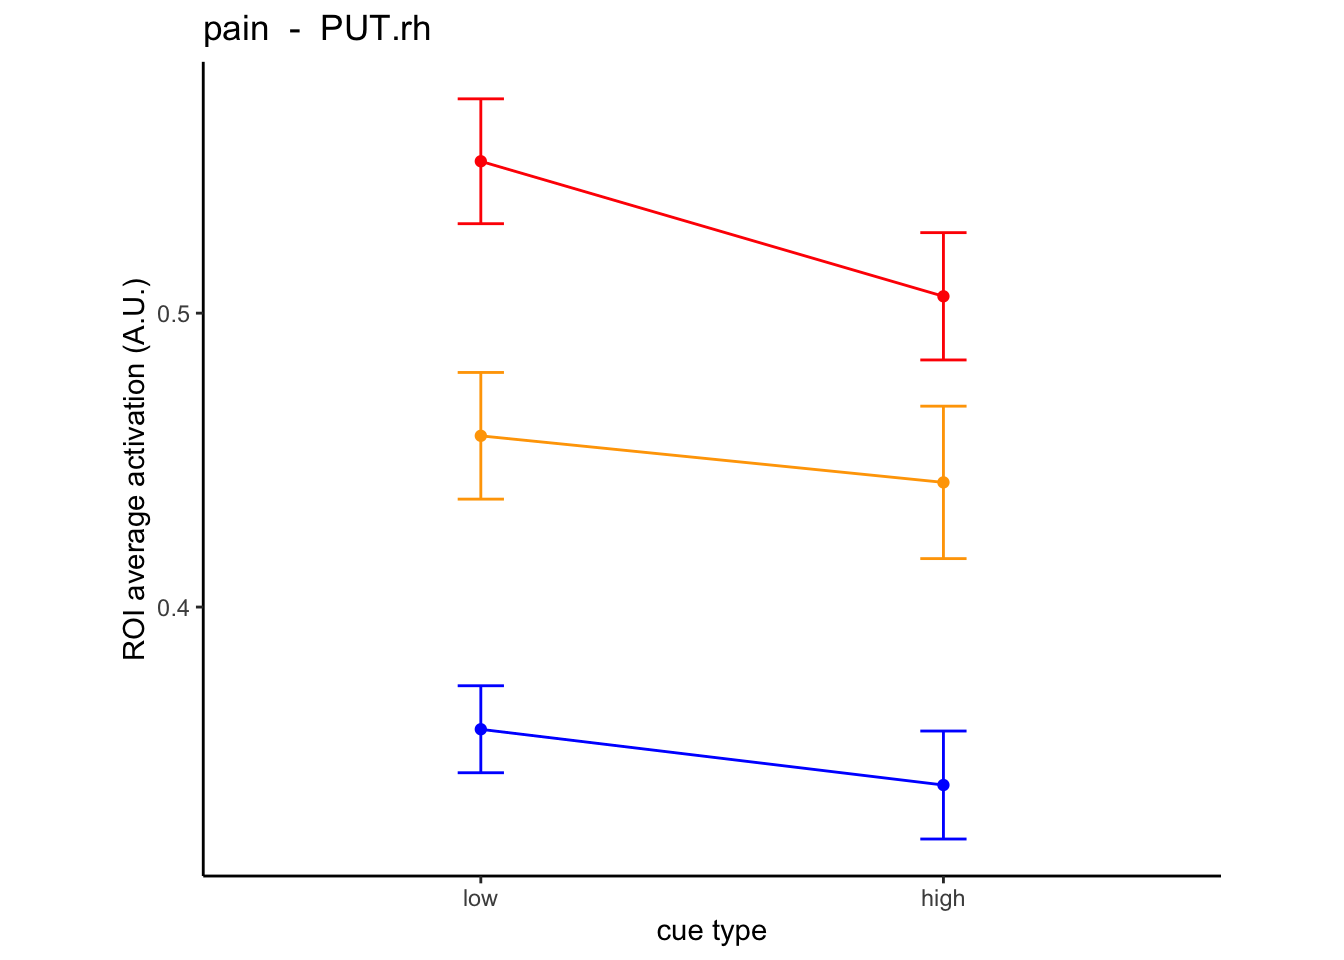 pain - PUT.rh
ROI average activation (A.U.)
0.5
0.4
low
high
cue type